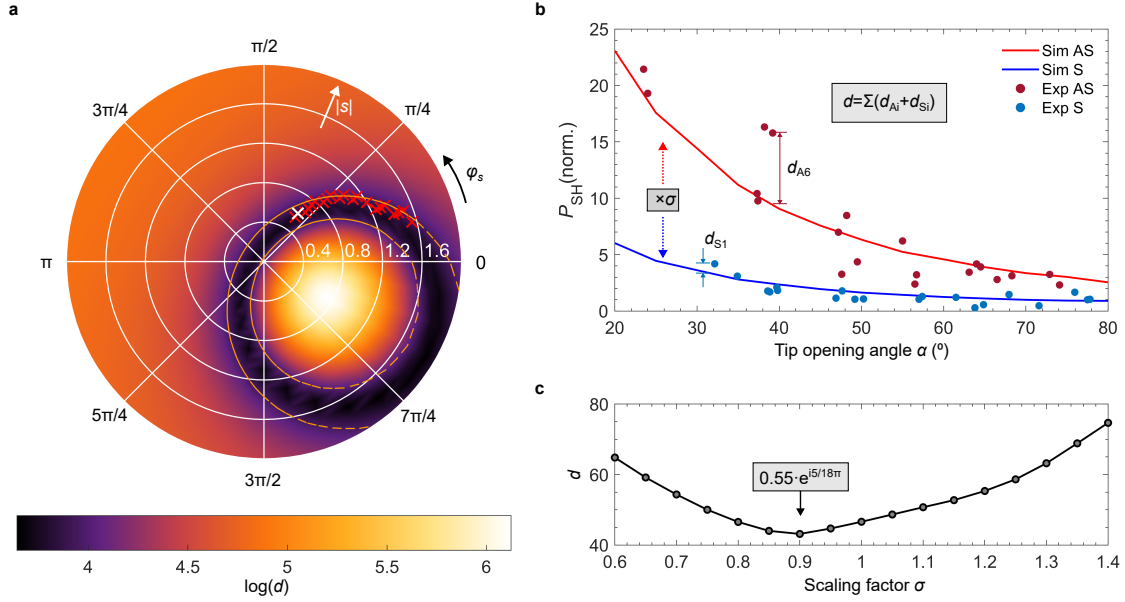 a
π/2
3π/4
π/4
|s|
φs
π
0.4 0.8 1.2 1.6
0
5π/4
7π/4
3π/2
4 4.5 5 5.5 6
log(d)
b
25
20
15
10
5
0
PSH(norm.)
Sim AS
Sim S
Exp AS
Exp S
d=Σ(dAi+dSi)
dA6
×σ
dS1
20 30 40 50 60 70 80
Tip opening angle α (º)
c
80
60
40
d
0.55·e^i5/18π
0.6 0.7 0.8 0.9 1 1.1 1.2 1.3 1.4
Scaling factor σ